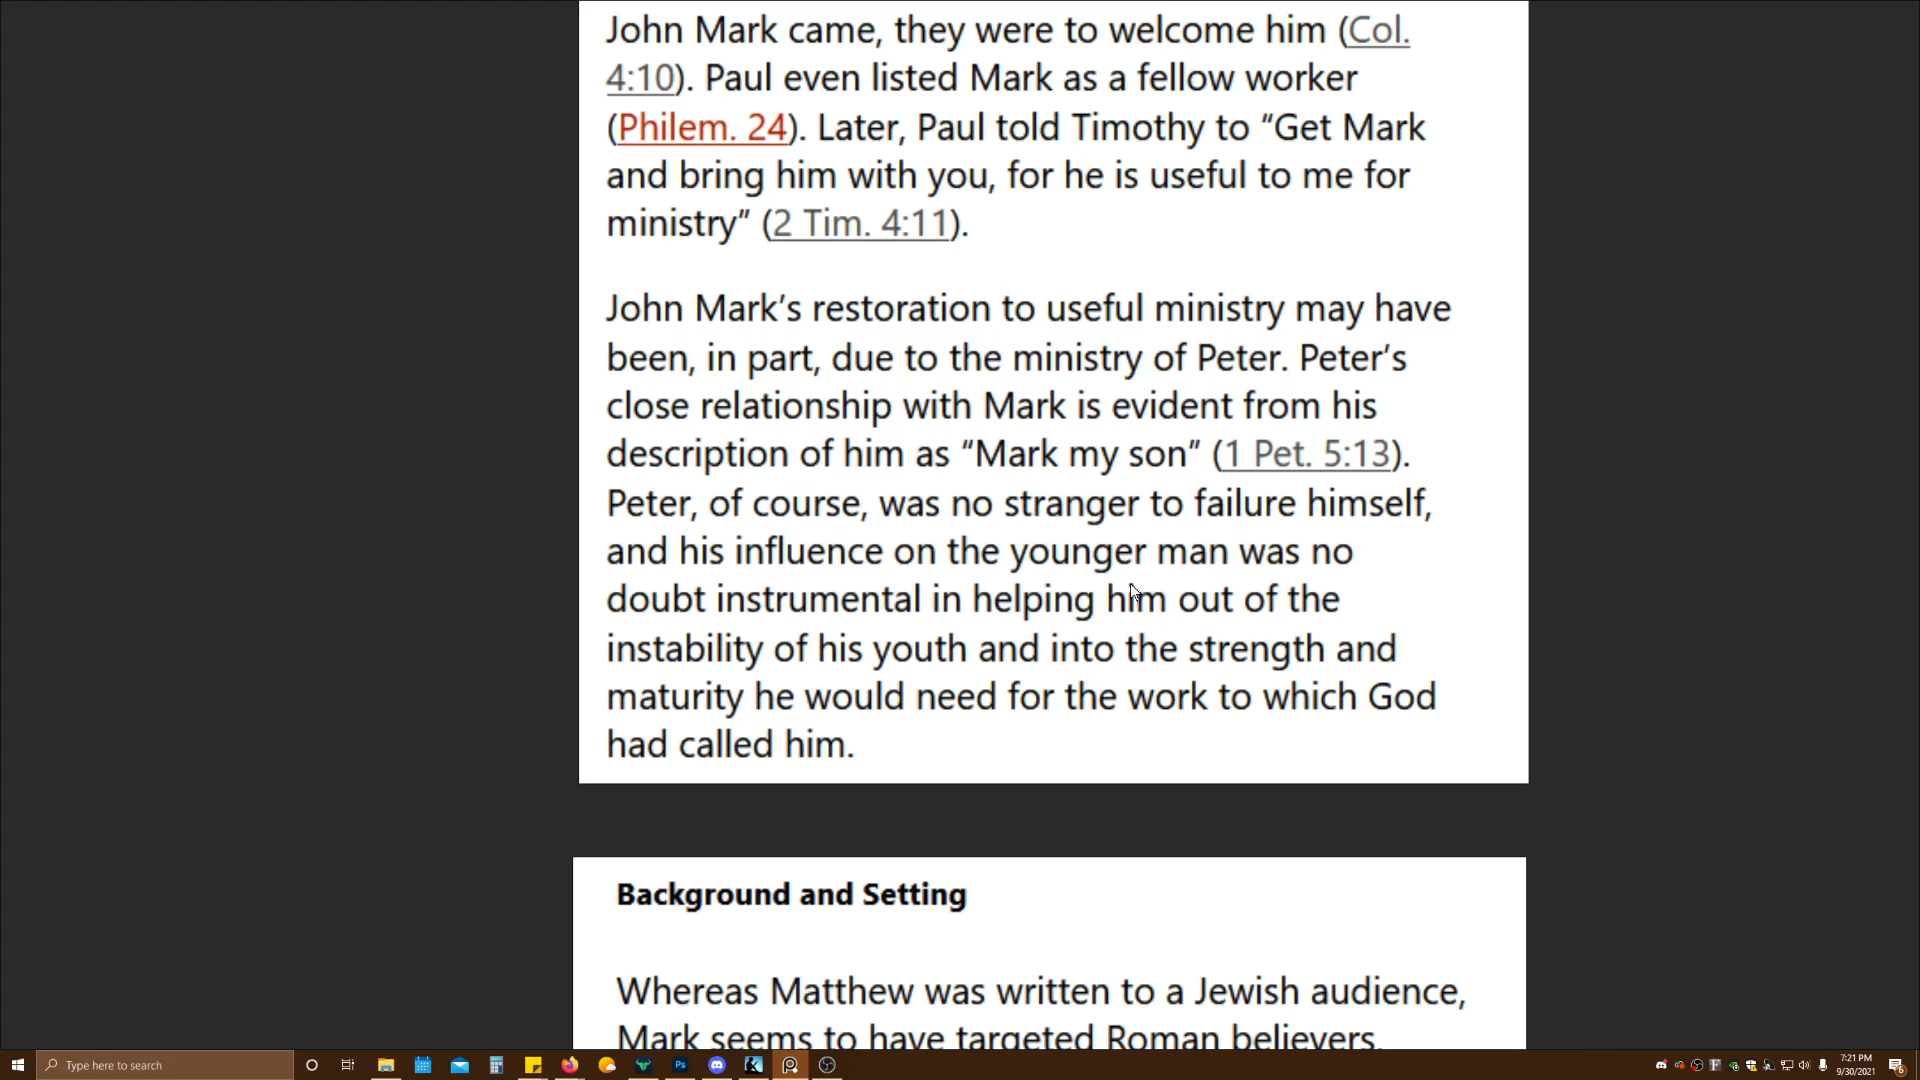 John Mark came, they were to welcome him (Col.
4:10). Paul even listed Mark as a fellow worker
(Philem. 24). Later, Paul told Timothy to “Get Mark
and bring him with you, for he is useful to me for
ministry” (2 Tim. 4:11).
John Mark’s restoration to useful ministry may have
been, in part, due to the ministry of Peter. Peter’s
close relationship with Mark is evident from his
description of him as “Mark my son” (1 Pet. 5:13).
Peter, of course, was no stranger to failure himself,
and his influence on the younger man was no
doubt instrumental in helping him out of the
instability of his youth and into the strength and
maturity he would need for the work to which God
had called him.
Background and Setting
Whereas Matthew was written to a Jewish audience,
Mark seems to have targeted Roman believers.
Type here to search
Ps
7:21 PM
9/30/2021
6